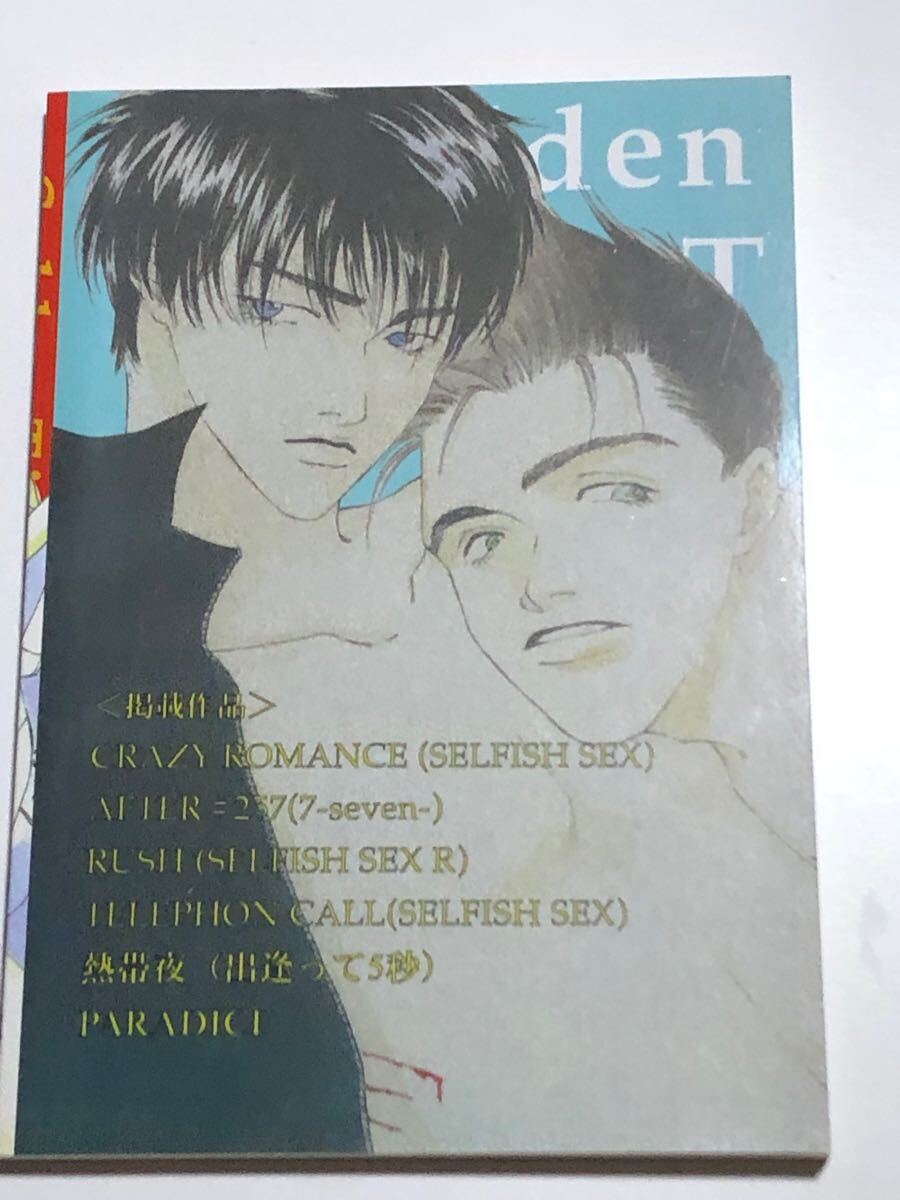 den
T
<掲載作品>
CRAZY ROMANCE (SELFISH SEX)
AFTER=257(7-seven-)
RUSH (SELFISH SEX R)
TELEPHON CALL(SELFISH SEX)
熱帯夜（出逢って5秒）
PARADICT